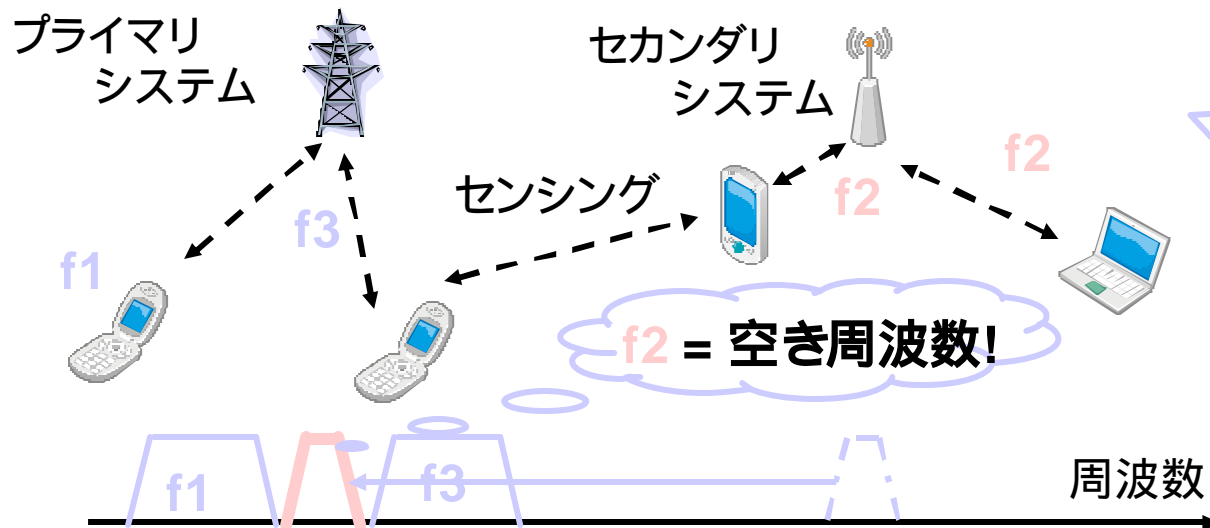 プライマリ
システム
セカンダリ
システム
f2
f2
センシング
f3
f1
f2 = 空き周波数!
f1
f3
周波数